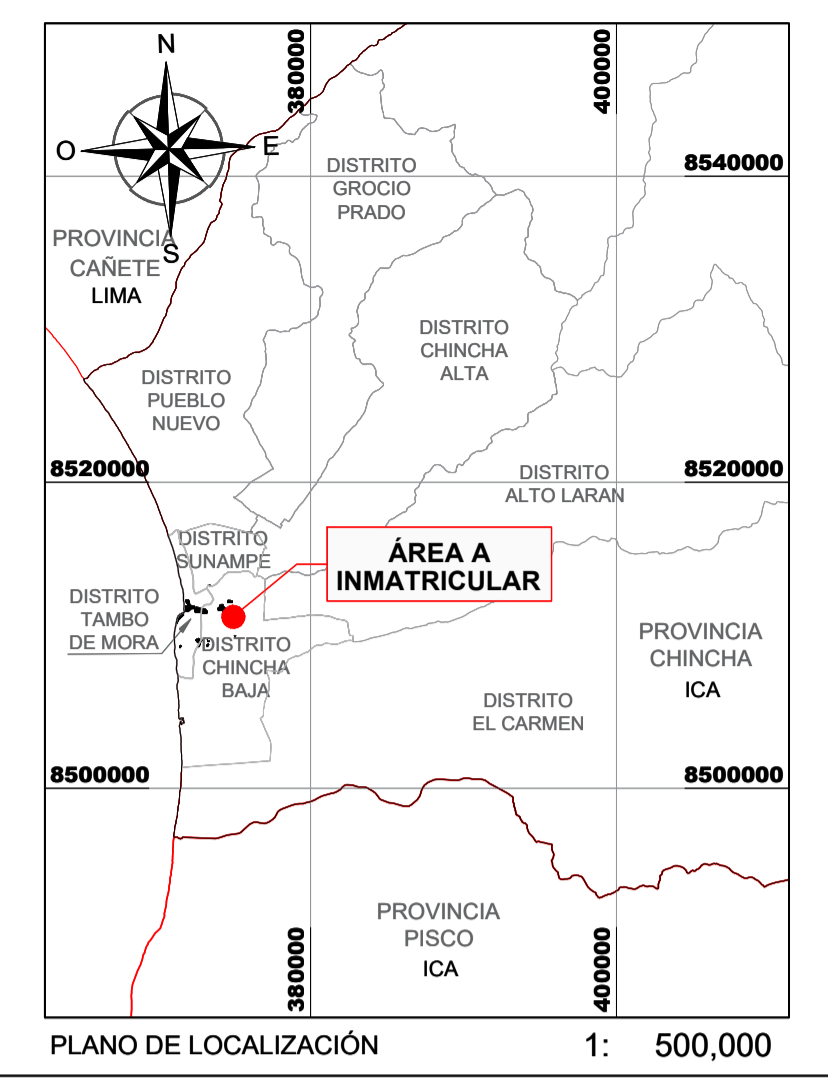 N
380000
400000
O
E
S
8540000
DISTRITO
GROCIO
PRADO
PROVINCIA
CAÑETE
LIMA
DISTRITO
CHINCHA
ALTA
DISTRITO
PUEBLO
NUEVO
8520000
8520000
DISTRITO
ALTO LARAN
DISTRITO
SUNAMPE
ÁREA A
INMATRICULAR
DISTRITO
TAMBO
DE MORA
DISTRITO
CHINCHA
BAJA
PROVINCIA
CHINCHA
ICA
DISTRITO
EL CARMEN
8500000
8500000
PROVINCIA
PISCO
ICA
380000
400000
PLANO DE LOCALIZACIÓN
1: 500,000